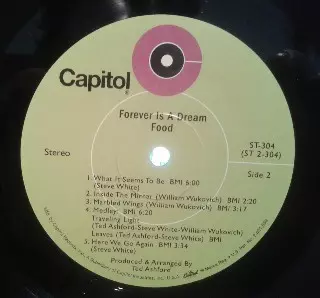 Capitol
®
Forever Is A Dream
Food
ST-304
(ST 2-304)
Stereo
Side 2
1. What It Seems To Be BMI 6:00
(Steve White)
2. Inside The Mirror (William Wukovich) BMI 2:20
3. Marbled Wings (William Wukovich) BMI 3:17
4. Medley: BMI 6:20
Traveling Light
(Ted Ashford-Steve White-William Wukovich)
Leaves (Ted Ashford-Steve White) BMI
5. Here We Go Again BMI 3:34
(Steve White)
Produced & Arranged By
Ted Ashford